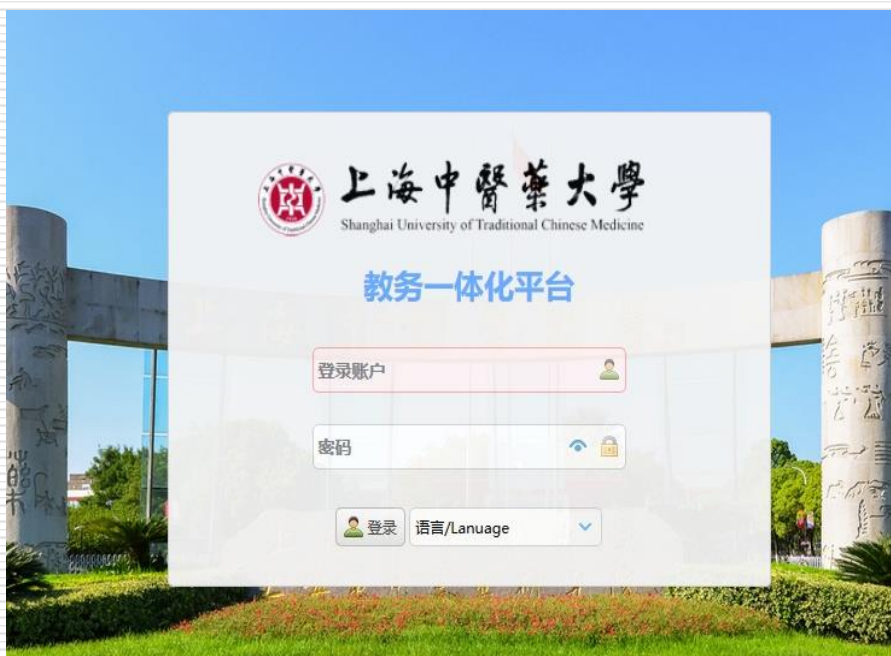 上海中醫藥大學
Shanghai University of Traditional Chinese Medicine
教务一体化平台
登录账户
密码
登录 语言/Lanuage